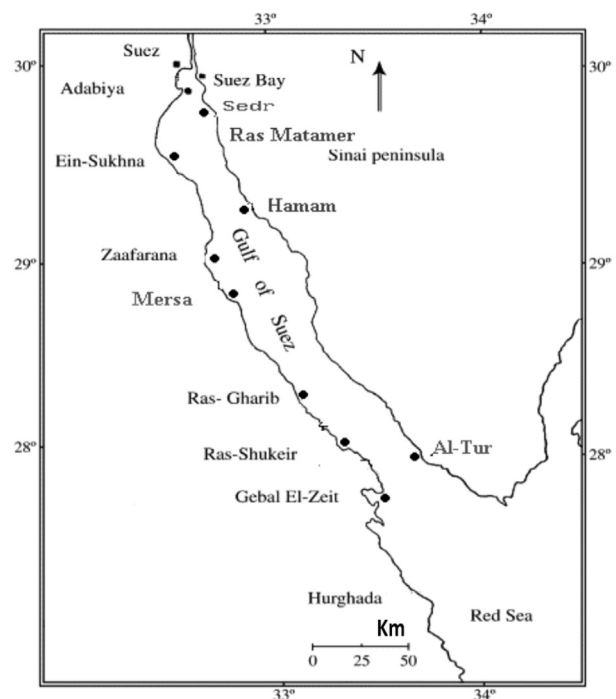 33º
34º
Suez
N
30º
30º
Suez Bay
Adabiya
Sedr
Ras Matamer
Sinai peninsula
Ein-Sukhna
Hamam
Gulf of Suez
Zaafarana
29º
29º
Mersa
Ras- Gharib
Al-Tur
28º
28º
Ras-Shukeir
Gebal El-Zeit
Hurghada
Red Sea
Km
0 25 50
33º
34º